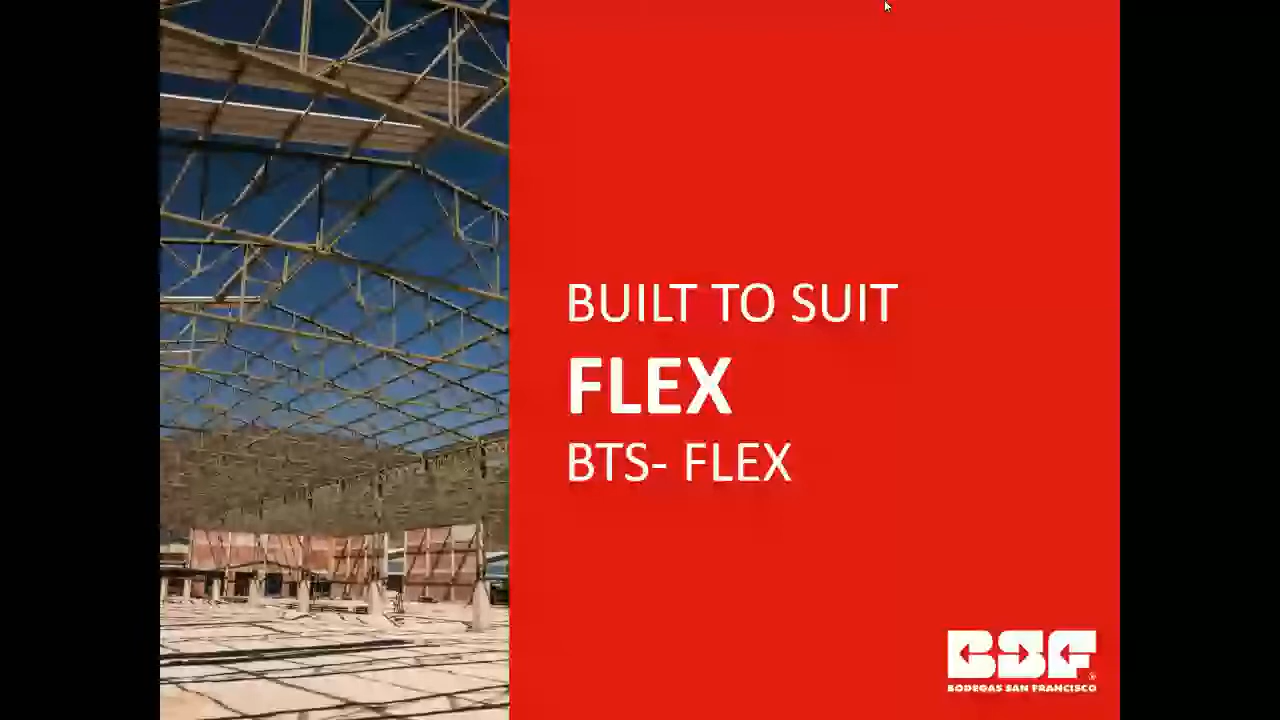 BUILT TO SUIT
FLEX
BTS- FLEX
BSF®
BODEGAS SAN FRANCISCO